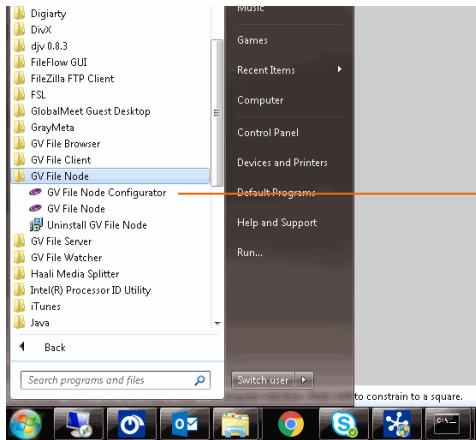 Digiarty
DivX
djv 0.8.3
FileFlow GUI
FileZilla FTP Client
FSL
GlobalMeet Guest Desktop
GrayMeta
GV File Browser
GV File Client
GV File Node
GV File Node Configurator
GV File Node
Uninstall GV File Node
GV File Server
GV File Watcher
Haali Media Splitter
Intel(R) Processor ID Utility
iTunes
Java
Back
Search programs and files
Music
Games
Recent Items
Computer
Control Panel
Devices and Printers
Default Programs
Help and Support
Run...
Switch user
to constrain to a square.